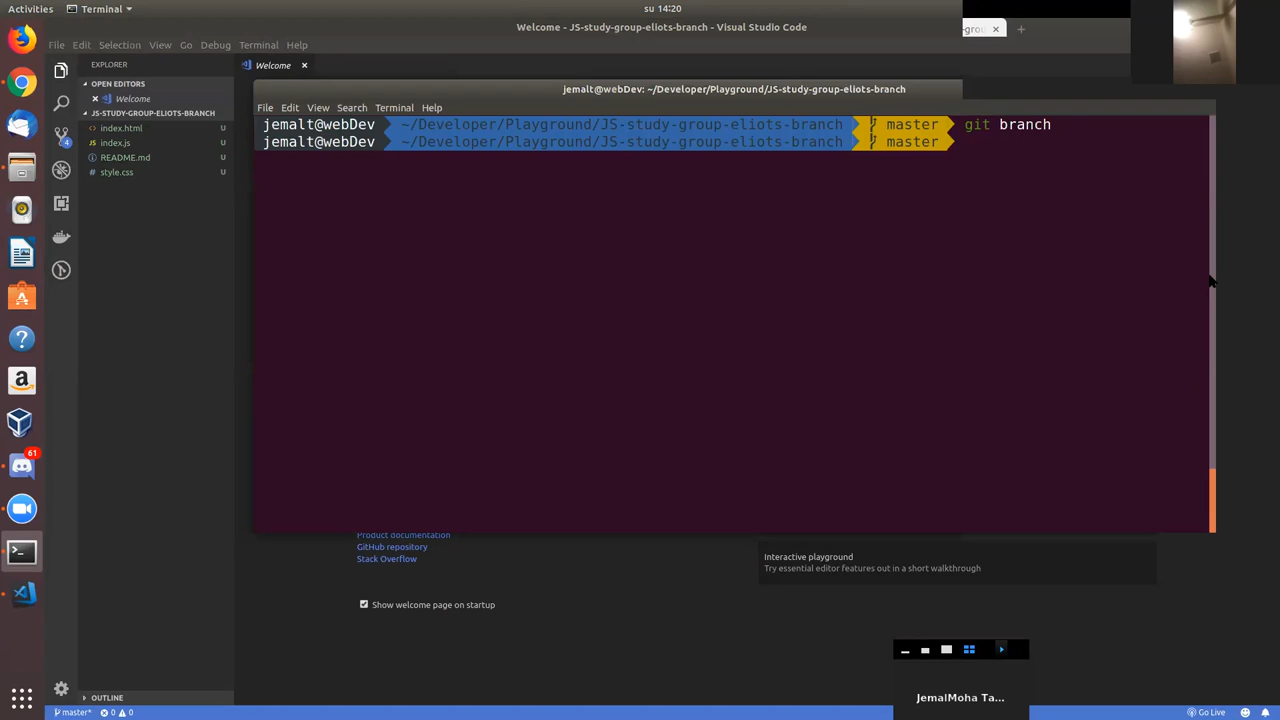 Activities
Terminal
su 14:20
Welcome - JS-study-group-eliots-branch - Visual Studio Code
-grou
File Edit Selection View Go Debug Terminal Help
EXPLORER
Welcome
OPEN EDITORS
Welcome
JS-STUDY-GROUP-ELIOTS-BRANCH
index.html U
index.js U
README.md U
style.css U
4
61
jemalt@webDev: ~/Developer/Playground/JS-study-group-eliots-branch
File Edit View Search Terminal Help
jemalt@webDev ~/Developer/Playground/JS-study-group-eliots-branch master git branch
jemalt@webDev ~/Developer/Playground/JS-study-group-eliots-branch master
Product documentation
GitHub repository
Stack Overflow
Interactive playground
Try essential editor features out in a short walkthrough
Show welcome page on startup
JemalMoha Ta...
OUTLINE
master* 0 0
Go Live